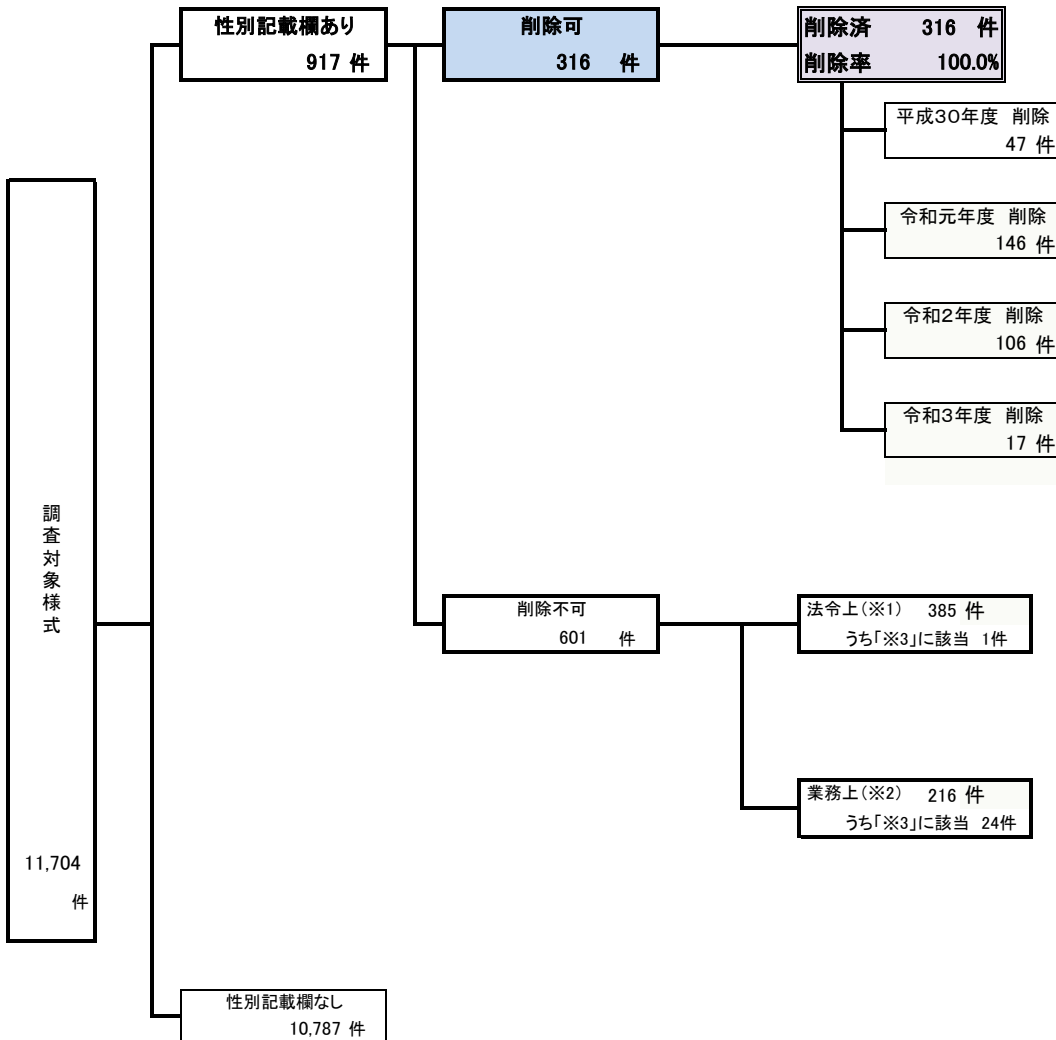 性別記載欄あり
917 件
削除可
316 件
削除済 316 件
削除率 100.0%
平成30年度 削除
47 件
令和元年度 削除
146 件
令和2年度 削除
106 件
令和3年度 削除
17 件
調査対象様式
11,704
件
削除不可
601 件
法令上(※1) 385 件
うち「※3」に該当 1件
業務上(※2) 216 件
うち「※3」に該当 24件
性別記載欄なし
10,787 件